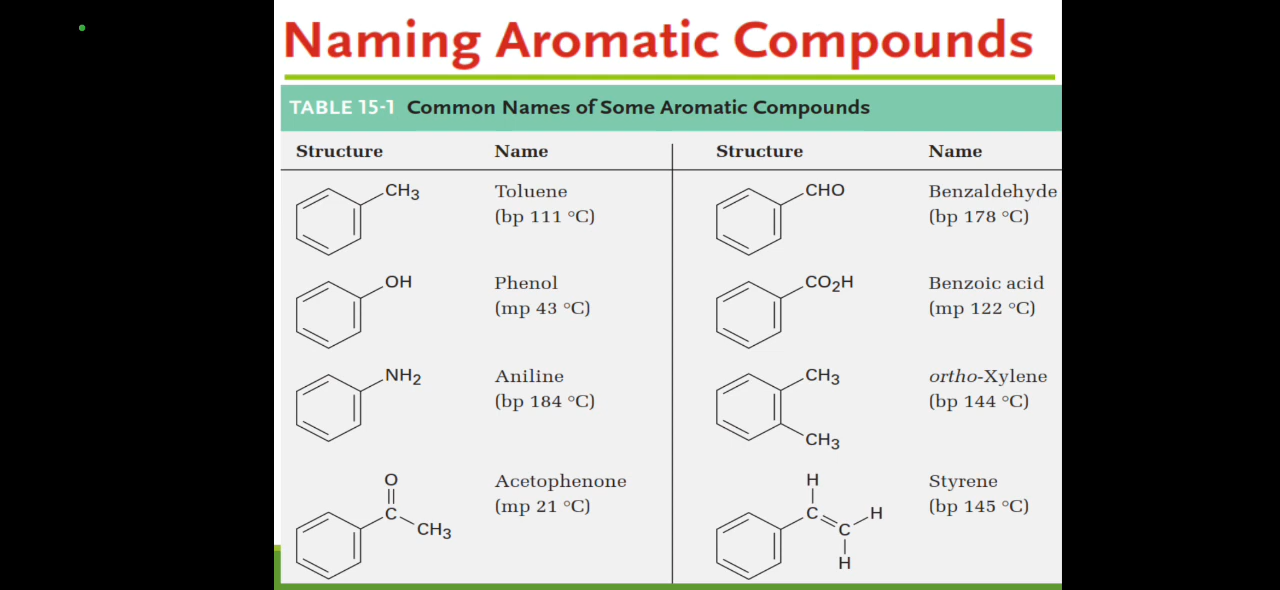 Naming Aromatic Compounds
TABLE 15-1 Common Names of Some Aromatic Compounds
Structure Name Structure Name
CH3 Toluene CHO Benzaldehyde
(bp 111 °C) (bp 178 °C)
OH Phenol CO2H Benzoic acid
(mp 43 °C) (mp 122 °C)
NH2 Aniline CH3 ortho-Xylene
(bp 184 °C) (bp 144 °C)
CH3
O Acetophenone H Styrene
(mp 21 °C) (bp 145 °C)
C C H
CH3 C
H